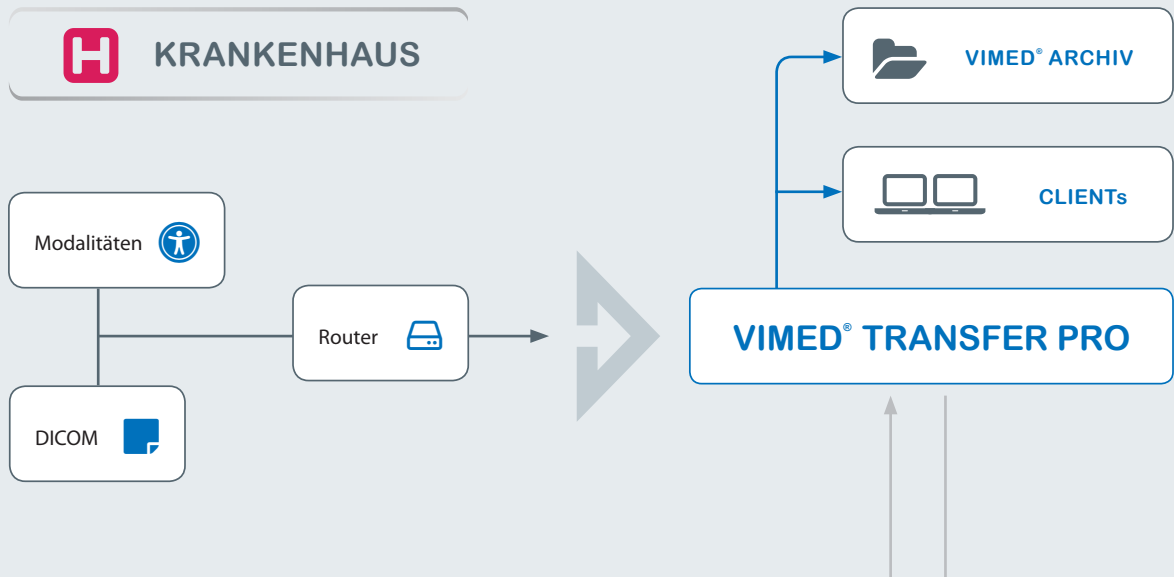 H KRANKENHAUS
VIMED® ARCHIV
CLIENTs
Modalitäten
Router
VIMED® TRANSFER PRO
DICOM